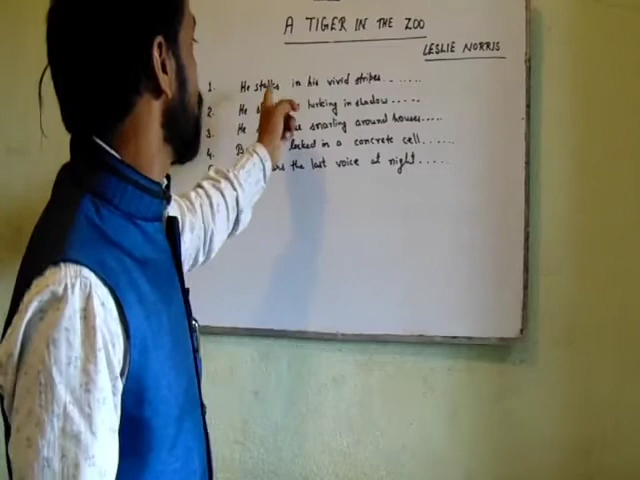 A TIGER IN THE ZOO
LESLIE NORRIS
1. He stalks in his vivid stripes.......
2. He lurking in shadow.....
3. He snarling around houses.....
4. locked in a concrete cell......
the last voice at night.....